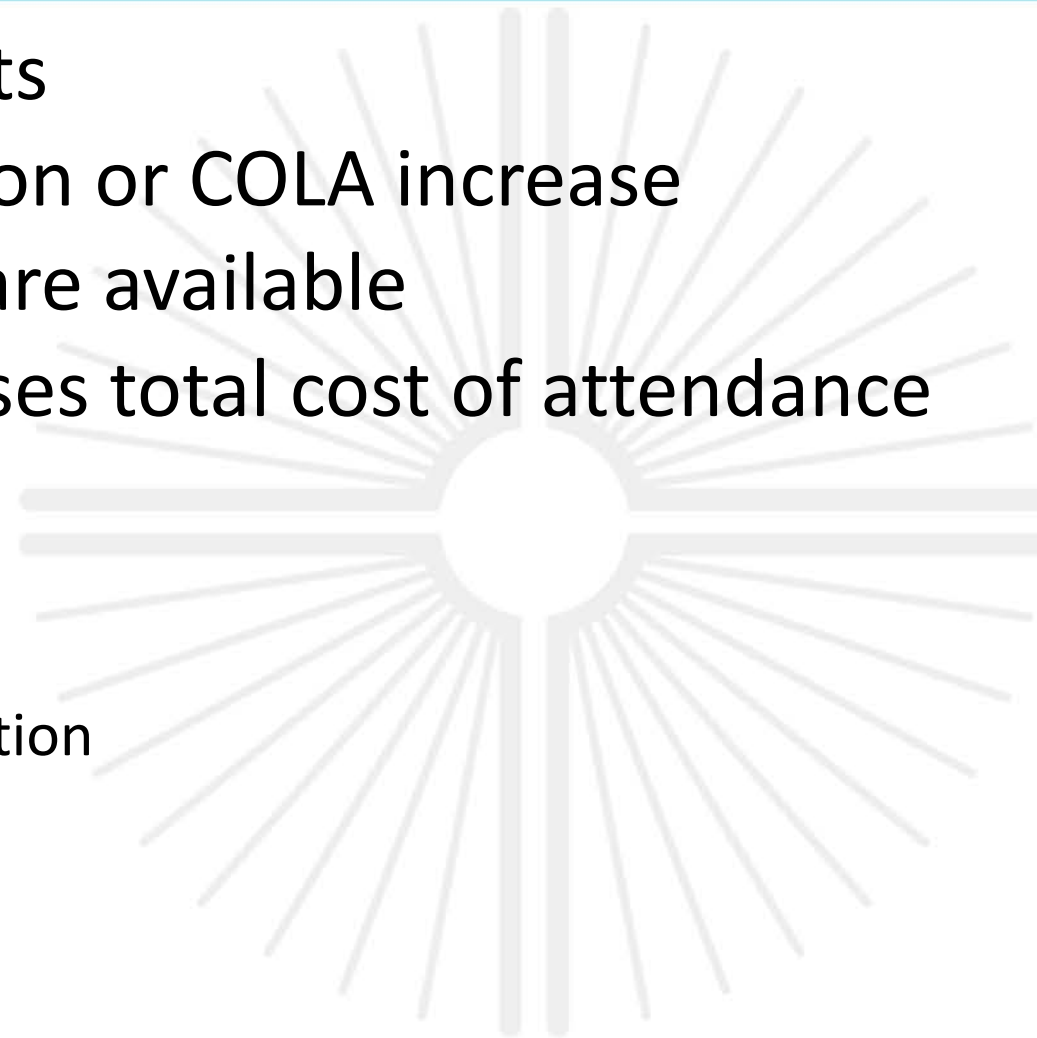 ts
on or COLA increase
are available
ses total cost of attendance
tion